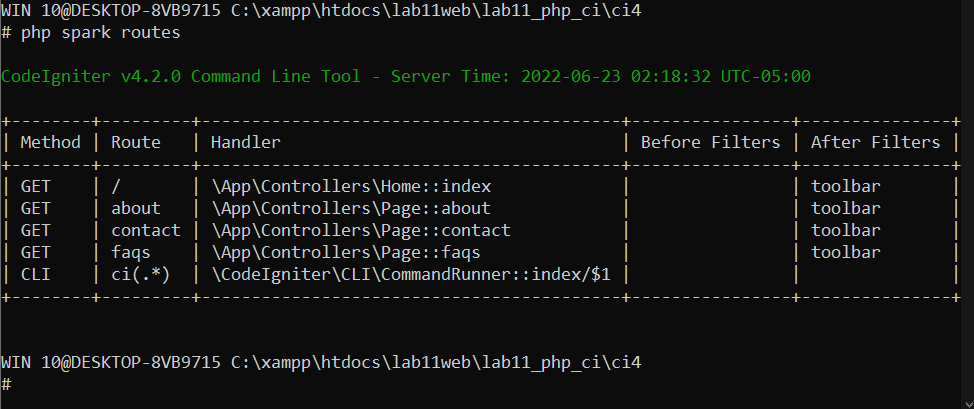 WIN 10@DESKTOP-8VB9715 C:\xampp\htdocs\lab11web\lab11_php_ci\ci4
# php spark routes
CodeIgniter v4.2.0 Command Line Tool - Server Time: 2022-06-23 02:18:32 UTC-05:00
+--------+---------+------------------------------------------+----------------+---------------+
| Method | Route   | Handler                                  | Before Filters | After Filters |
+--------+---------+------------------------------------------+----------------+---------------+
| GET    | /       | \App\Controllers\Home::index             |                | toolbar       |
| GET    | about   | \App\Controllers\Page::about             |                | toolbar       |
| GET    | contact | \App\Controllers\Page::contact           |                | toolbar       |
| GET    | faqs    | \App\Controllers\Page::faqs              |                | toolbar       |
| CLI    | ci(.*)  | \CodeIgniter\CLI\CommandRunner::index/$1 |                |               |
+--------+---------+------------------------------------------+----------------+---------------+
WIN 10@DESKTOP-8VB9715 C:\xampp\htdocs\lab11web\lab11_php_ci\ci4
#